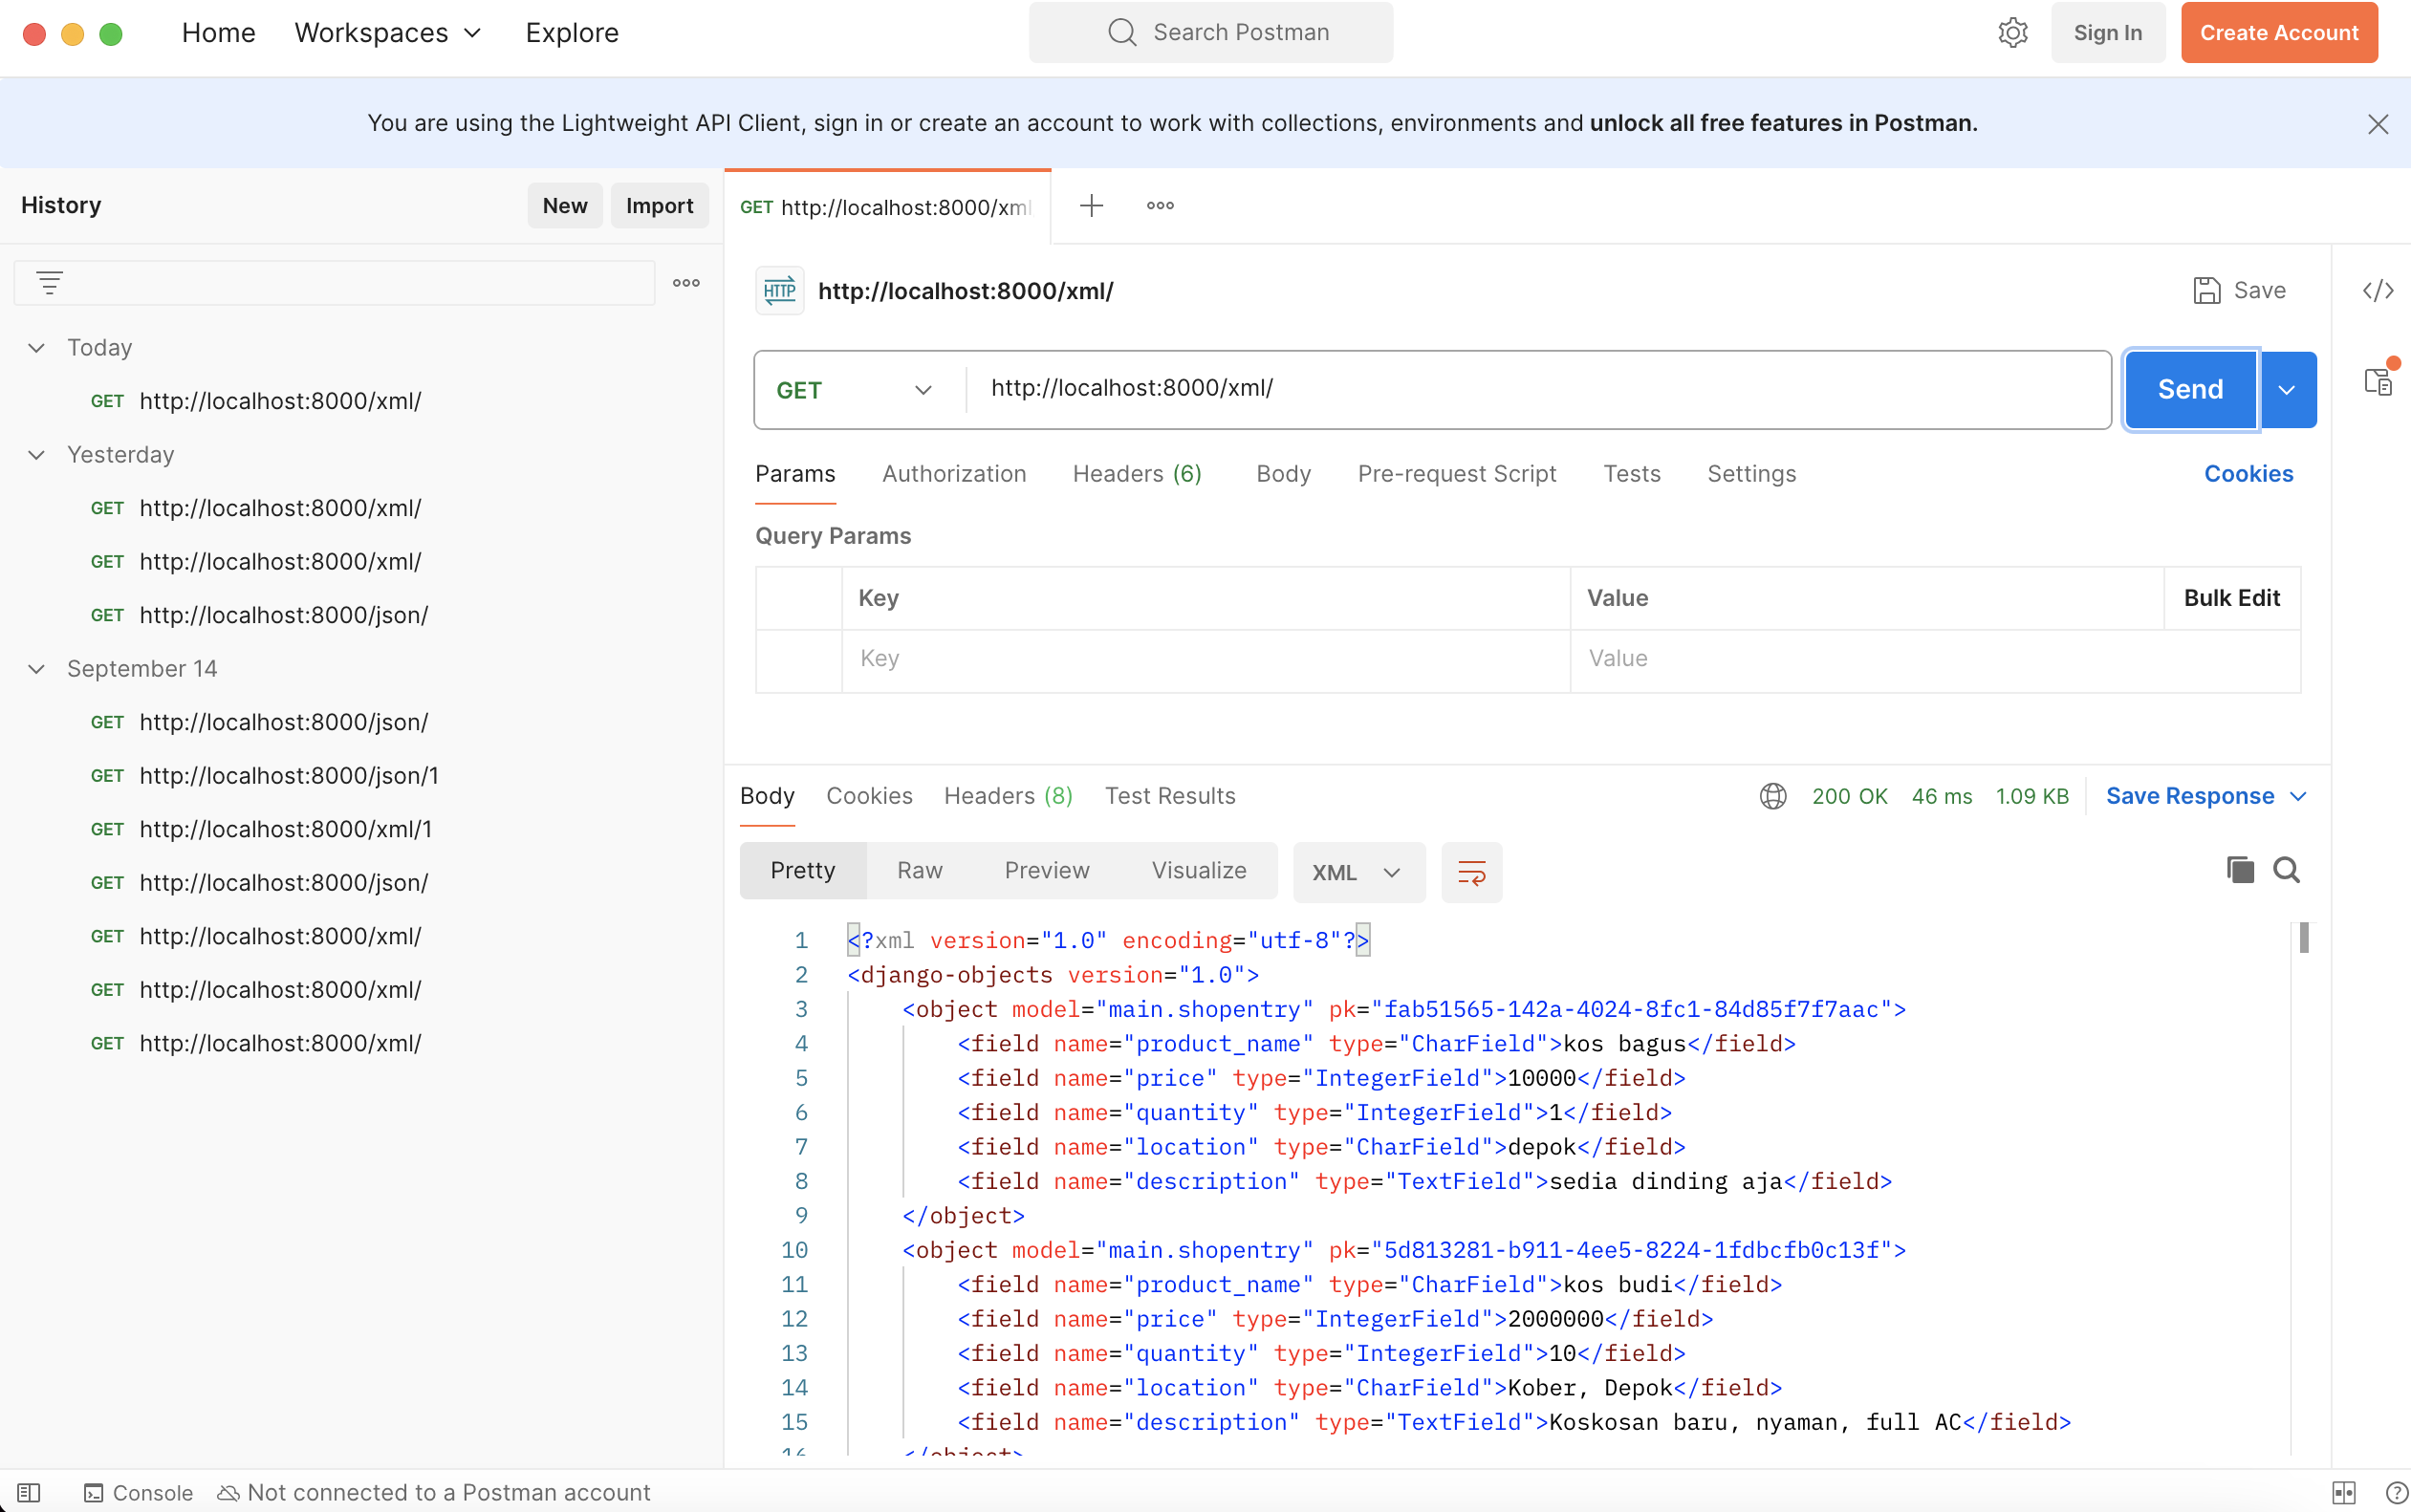 Home Workspaces Explore Search Postman Sign In Create Account
You are using the Lightweight API Client, sign in or create an account to work with collections, environments and unlock all free features in Postman.
History New Import
Today
GET http://localhost:8000/xml/
Yesterday
GET http://localhost:8000/xml/
GET http://localhost:8000/xml/
GET http://localhost:8000/json/
September 14
GET http://localhost:8000/json/
GET http://localhost:8000/json/1
GET http://localhost:8000/xml/1
GET http://localhost:8000/json/
GET http://localhost:8000/xml/
GET http://localhost:8000/xml/
GET http://localhost:8000/xml/
GET http://localhost:8000/xml
HTTP http://localhost:8000/xml/ Save </>
GET http://localhost:8000/xml/ Send
Params Authorization Headers (6) Body Pre-request Script Tests Settings Cookies
Query Params
Key Value Bulk Edit
Key Value
Body Cookies Headers (8) Test Results 200 OK 46 ms 1.09 KB Save Response
Pretty Raw Preview Visualize XML
1 <?xml version="1.0" encoding="utf-8"?>
2 <django-objects version="1.0">
3 <object model="main.shopentry" pk="fab51565-142a-4024-8fc1-84d85f7f7aac">
4 <field name="product_name" type="CharField">kos bagus</field>
5 <field name="price" type="IntegerField">10000</field>
6 <field name="quantity" type="IntegerField">1</field>
7 <field name="location" type="CharField">depok</field>
8 <field name="description" type="TextField">sedia dinding aja</field>
9 </object>
10 <object model="main.shopentry" pk="5d813281-b911-4ee5-8224-1fdbcfb0c13f">
11 <field name="product_name" type="CharField">kos budi</field>
12 <field name="price" type="IntegerField">2000000</field>
13 <field name="quantity" type="IntegerField">10</field>
14 <field name="location" type="CharField">Kober, Depok</field>
15 <field name="description" type="TextField">Koskosan baru, nyaman, full AC</field>
16 </object>
Console Not connected to a Postman account